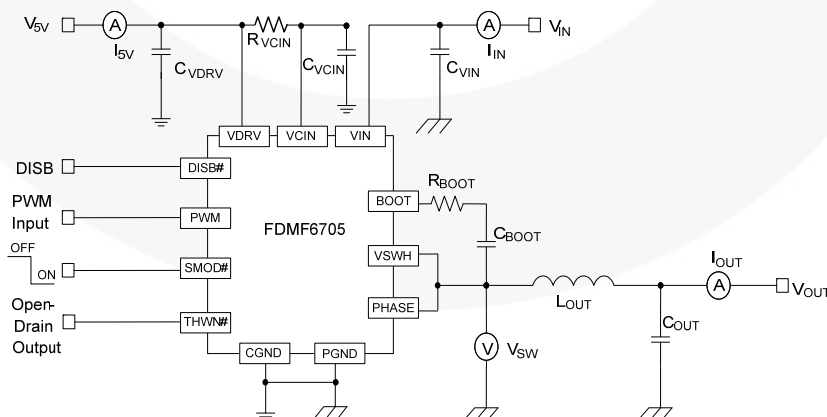 V5V
A
I5V
RVCIN
CVDRV
CVCIN
CVIN
A
IIN
VIN
VDRV
VCIN
VIN
DISB
DISB#
PWM
Input
PWM
OFF
ON
SMOD#
Open-
Drain
Output
THWN#
FDMF6705
BOOT
RBOOT
CBOOT
VSWH
PHASE
LOUT
IOUT
A
VOUT
COUT
V
VSW
CGND
PGND